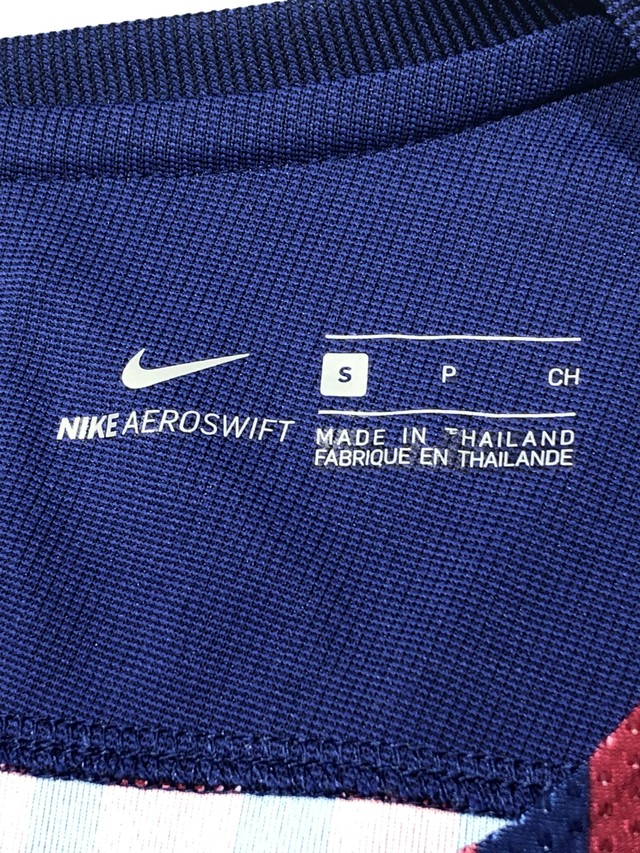 NIKE AEROSWIFT
S P CH
MADE IN THAILAND
FABRIQUE EN THAILANDE